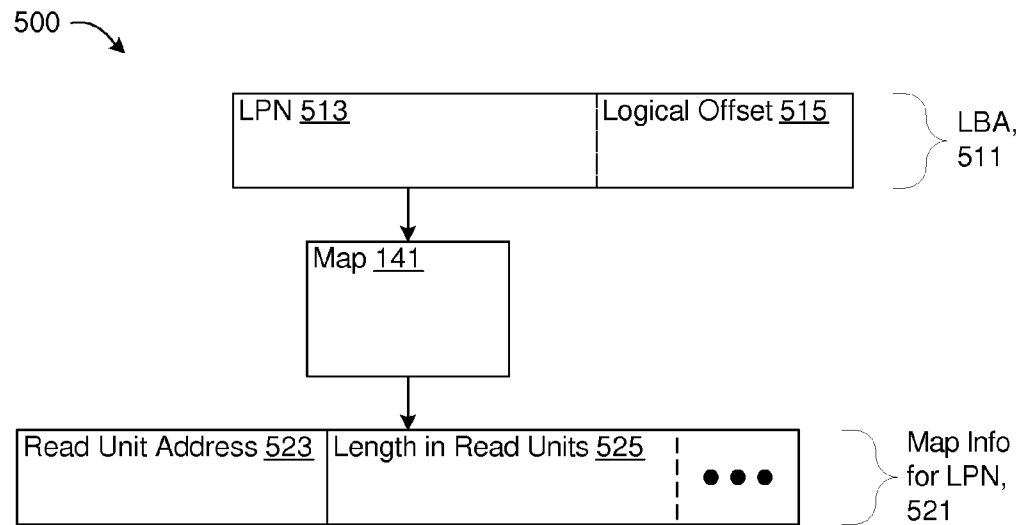 500
LPN 513
Logical Offset 515
LBA,
511
Map 141
Read Unit Address 523
Length in Read Units 525
Map Info
for LPN,
521